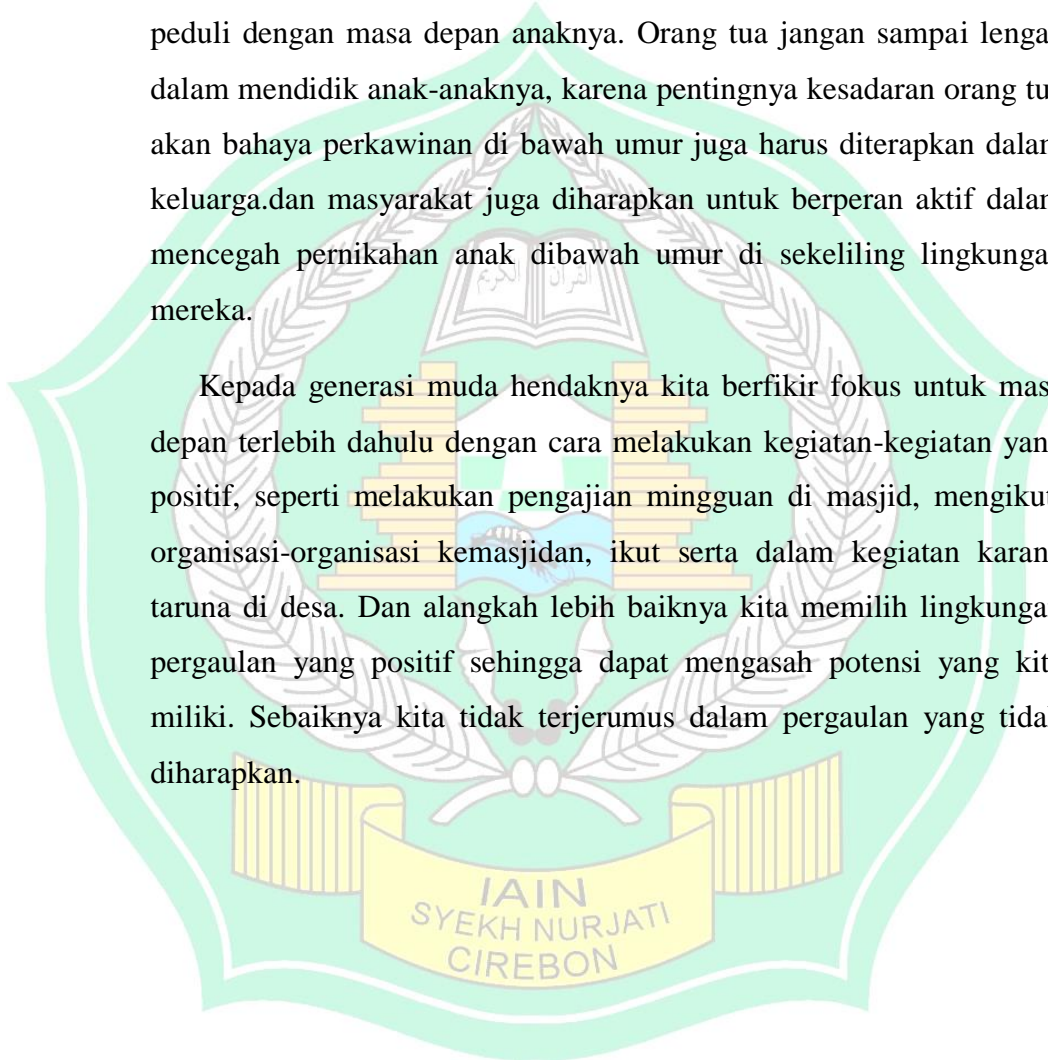 peduli dengan masa depan anaknya. Orang tua jangan sampai lenga
dalam mendidik anak-anaknya, karena pentingnya kesadaran orang tu
akan bahaya perkawinan di bawah umur juga harus diterapkan dalan
keluarga.dan masyarakat juga diharapkan untuk berperan aktif dalan
mencegah pernikahan anak dibawah umur di sekeliling lingkunga
mereka.
Kepada generasi muda hendaknya kita berfikir fokus untuk mas
depan terlebih dahulu dengan cara melakukan kegiatan-kegiatan yan
positif, seperti melakukan pengajian mingguan di masjid, mengikut
organisasi-organisasi kemasjidan, ikut serta dalam kegiatan karan
taruna di desa. Dan alangkah lebih baiknya kita memilih lingkunga
pergaulan yang positif sehingga dapat mengasah potensi yang kit
miliki. Sebaiknya kita tidak terjerumus dalam pergaulan yang tidal
diharapkan.
القرآن الكريم
IAIN
SYEKH NURJATI
CIREBON